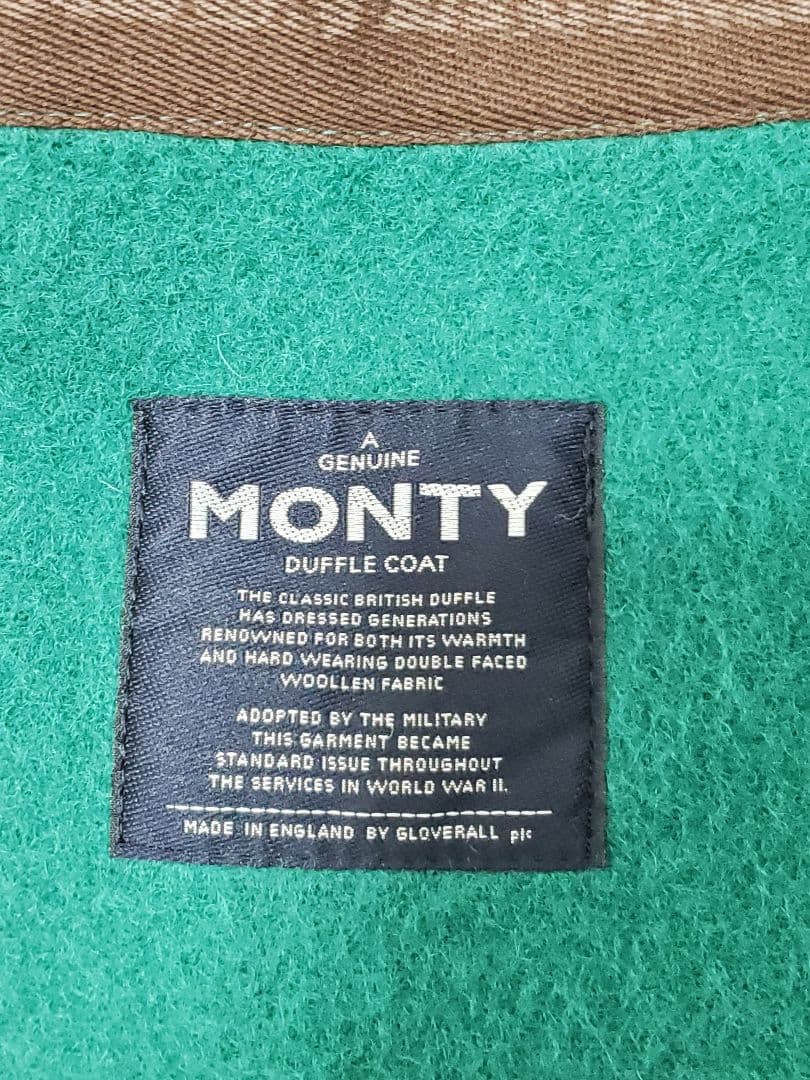 A
GENUINE
MONTY
DUFFLE COAT
THE CLASSIC BRITISH DUFFLE
HAS DRESSED GENERATIONS
RENOWNED FOR BOTH ITS WARMTH
AND HARD WEARING DOUBLE FACED
WOOLLEN FABRIC
ADOPTED BY THE MILITARY
THIS GARMENT BECAME
STANDARD ISSUE THROUGHOUT
THE SERVICES IN WORLD WAR II.
MADE IN ENGLAND BY GLOVERALL plc